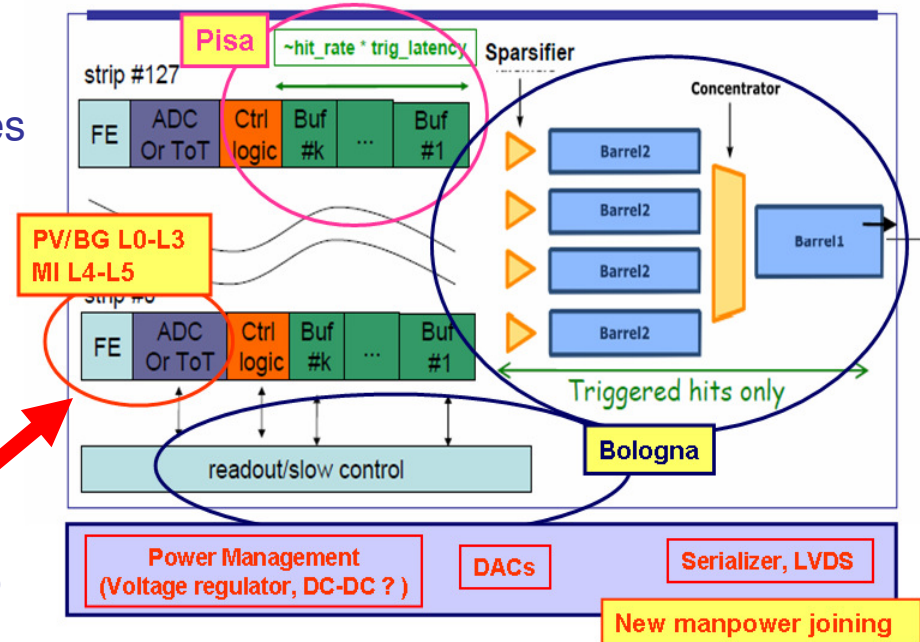 Pisa
~hit_rate * trig_latency
Sparsifier
strip #127
Concentrator
es
FE
ADC
Or ToT
Ctrl
logic
Buf
#k
...
Buf
#1
Barrel2
Barrel2
Barrel2
Barrel2
Barrel1
PV/BG L0-L3
MI L4-L5
FE
ADC
Or ToT
Ctrl
logic
Buf
#k
...
Buf
#1
Triggered hits only
Bologna
readout/slow control
Power Management
(Voltage regulator, DC-DC ? )
DACs
Serializer, LVDS
New manpower joining